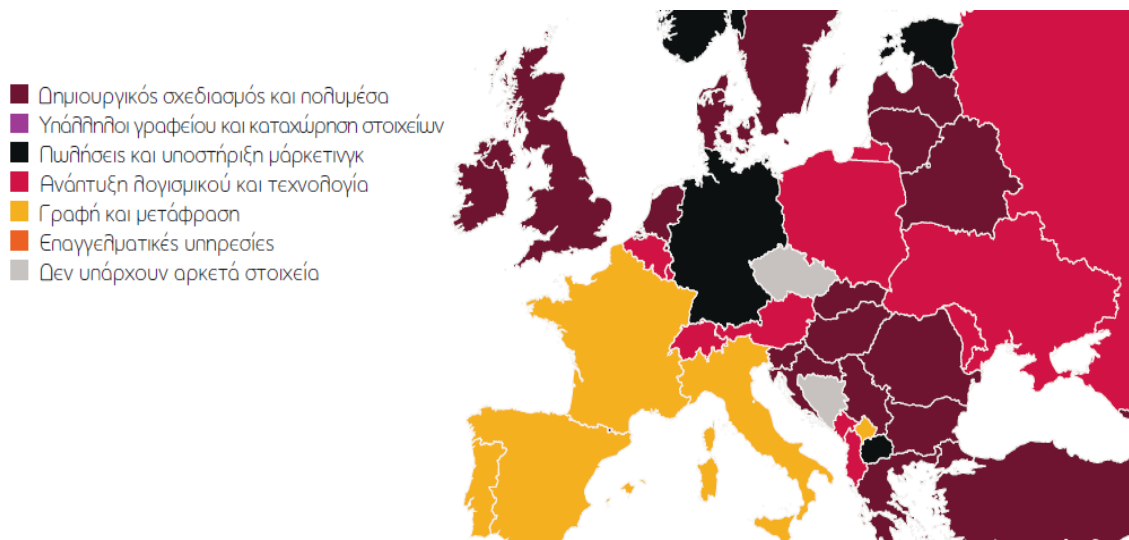 Δημιουργικός σχεδιασμός και πολυμέσα
Υπάλληλοι γραφείου και καταχώρηση στοιχείων
Πωλήσεις και υποστήριξη μάρκετινγκ
Ανάπτυξη λογισμικού και τεχνολογία
Γραφή και μετάφραση
Επαγγελματικές υπηρεσίες
Δεν υπάρχουν αρκετά στοιχεία